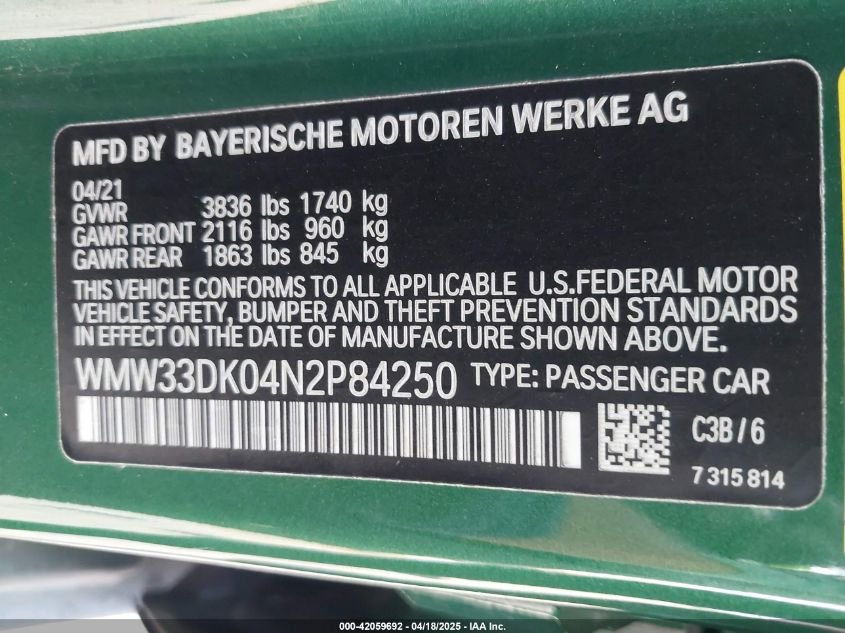 MFD BY BAYERISCHE MOTOREN WERKE AG
04/21
GVWR 3836 lbs 1740 kg
GAWR FRONT 2116 lbs 960 kg
GAWR REAR 1863 lbs 845 kg
THIS VEHICLE CONFORMS TO ALL APPLICABLE U.S.FEDERAL MOTOR
VEHICLE SAFETY, BUMPER AND THEFT PREVENTION STANDARDS
IN EFFECT ON THE DATE OF MANUFACTURE SHOWN ABOVE.
WMW33DK04N2P84250 TYPE: PASSENGER CAR
C3B / 6
7 315 814
000-42059692 - 04/18/2025 - IAA Inc.